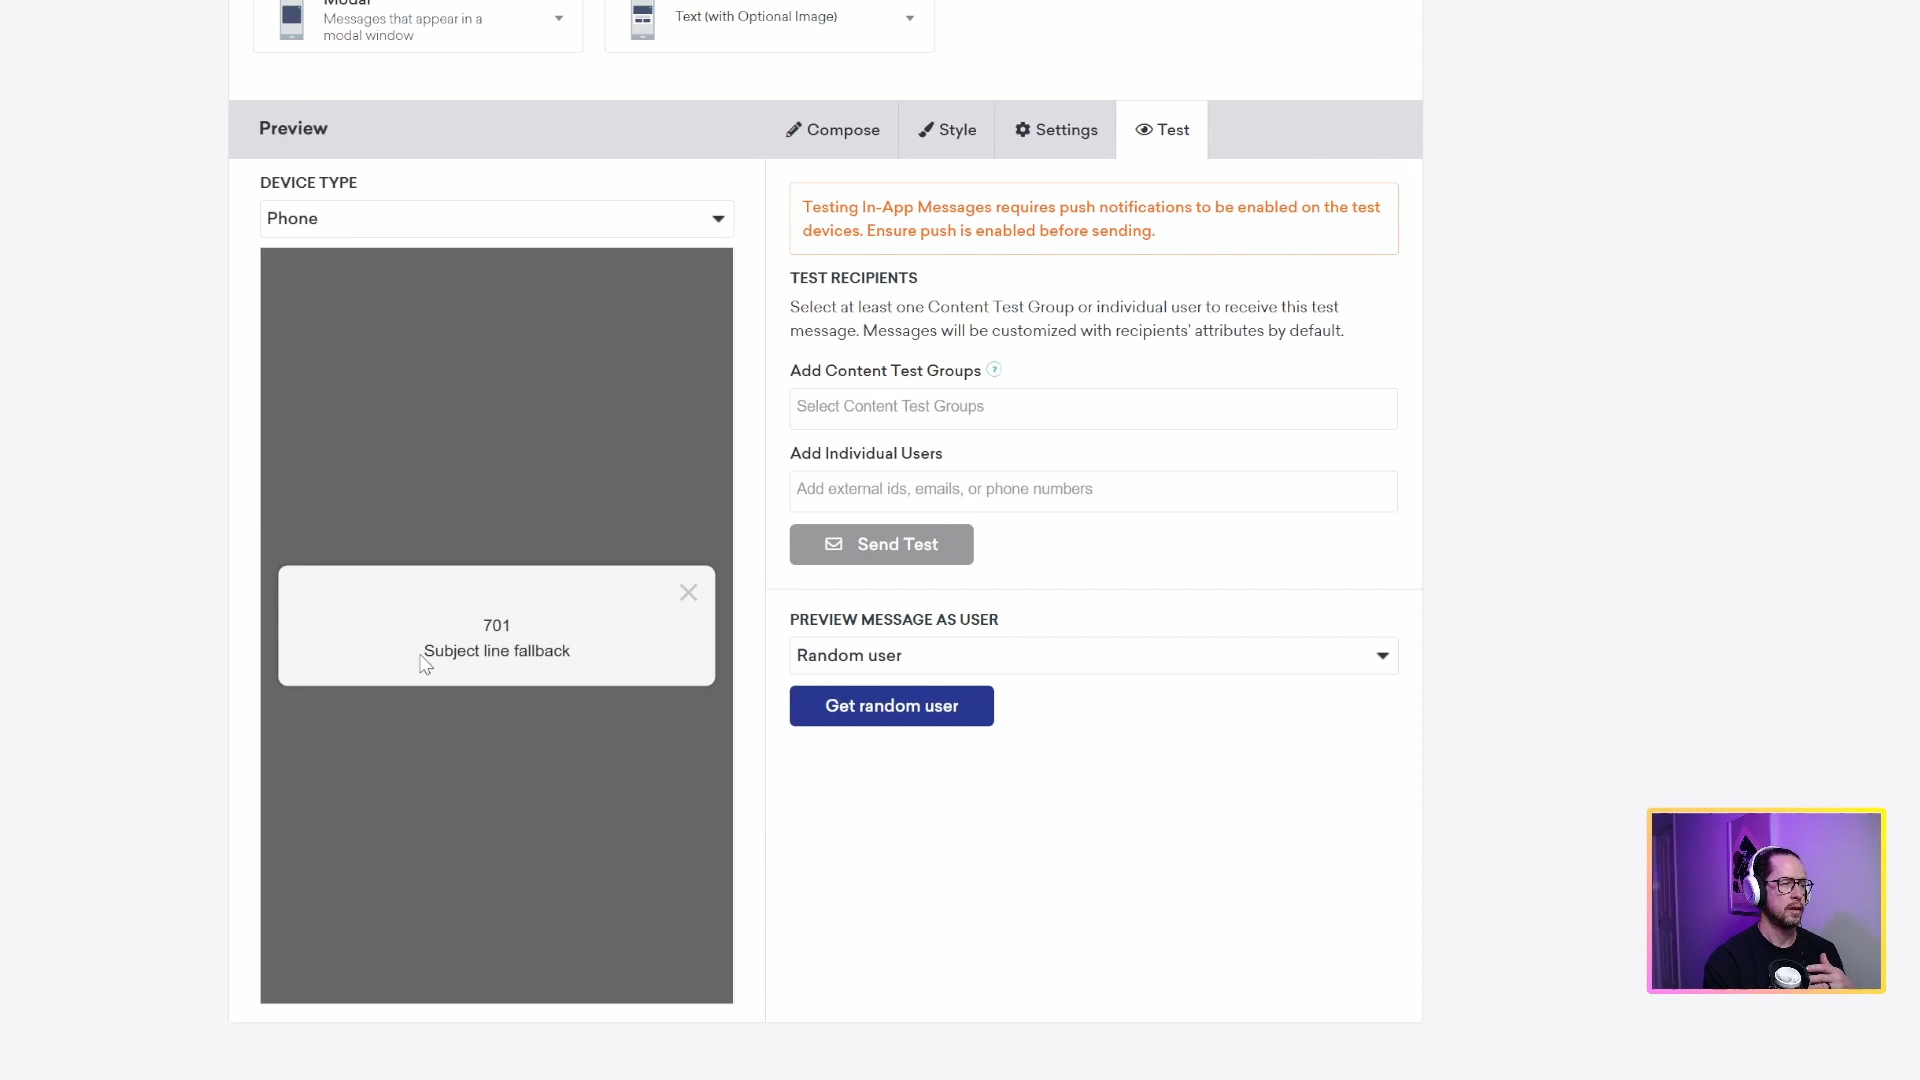 Modal
Messages that appear in a
modal window
Text (with Optional Image)
Preview
Compose
Style
Settings
Test
DEVICE TYPE
Phone
701
Subject line fallback
Testing In-App Messages requires push notifications to be enabled on the test
devices. Ensure push is enabled before sending.
TEST RECIPIENTS
Select at least one Content Test Group or individual user to receive this test
message. Messages will be customized with recipients' attributes by default.
Add Content Test Groups ?
Select Content Test Groups
Add Individual Users
Add external ids, emails, or phone numbers
Send Test
PREVIEW MESSAGE AS USER
Random user
Get random user